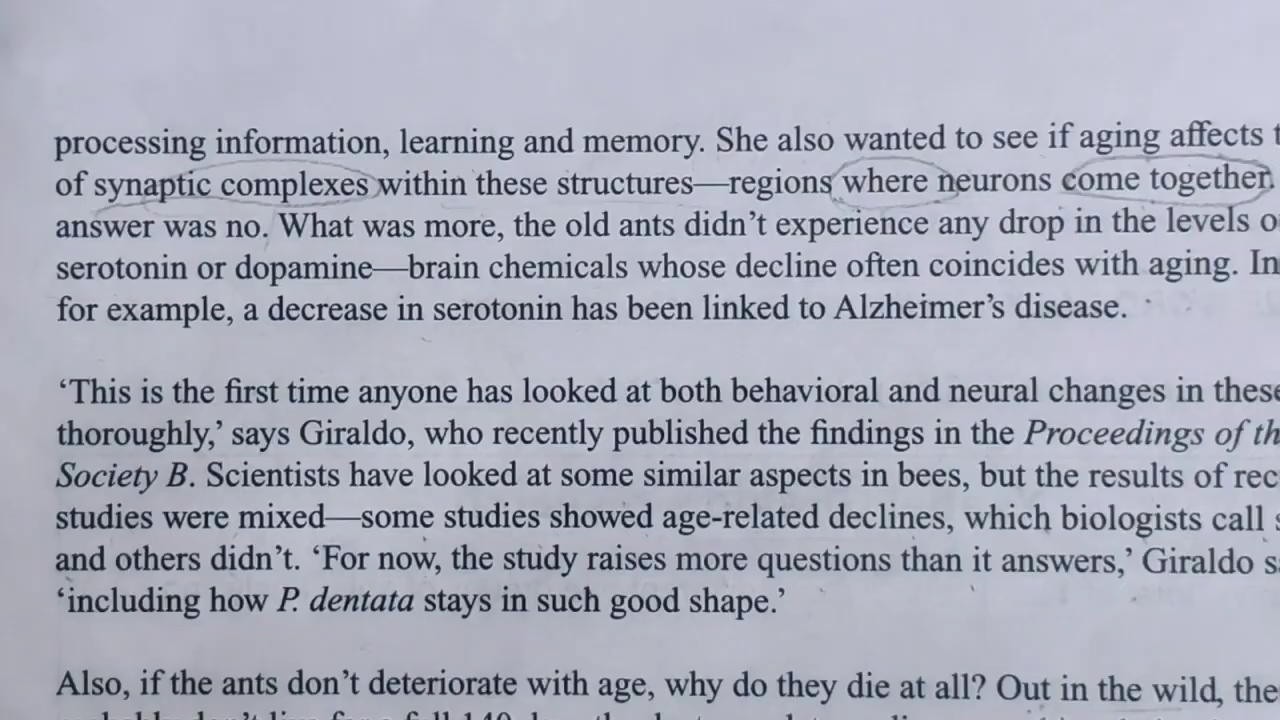 processing information, learning and memory. She also wanted to see if aging affects
of synaptic complexes within these structures—regions where neurons come together.
answer was no. What was more, the old ants didn’t experience any drop in the levels
serotonin or dopamine—brain chemicals whose decline often coincides with aging. In
for example, a decrease in serotonin has been linked to Alzheimer’s disease.
‘This is the first time anyone has looked at both behavioral and neural changes in these
thoroughly,’ says Giraldo, who recently published the findings in the Proceedings of
Society B. Scientists have looked at some similar aspects in bees, but the results of
studies were mixed—some studies showed age-related declines, which biologists call
and others didn’t. ‘For now, the study raises more questions than it answers,’ Giraldo
‘including how P. dentata stays in such good shape.’
Also, if the ants don’t deteriorate with age, why do they die at all? Out in the wild,